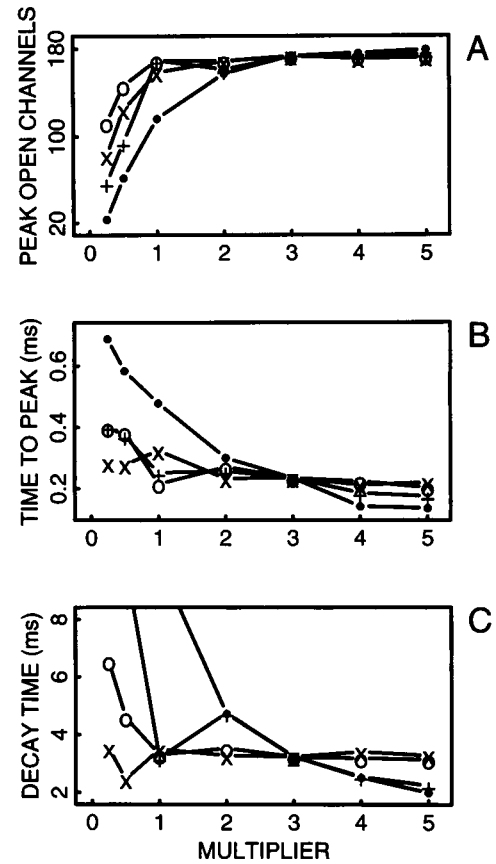 A
PEAK OPEN CHANNELS
180
100
20
0 1 2 3 4 5
B
TIME TO PEAK (ms)
0.6
0.4
0.2
0 1 2 3 4 5
C
DECAY TIME (ms)
8
6
4
2
0 1 2 3 4 5
MULTIPLIER